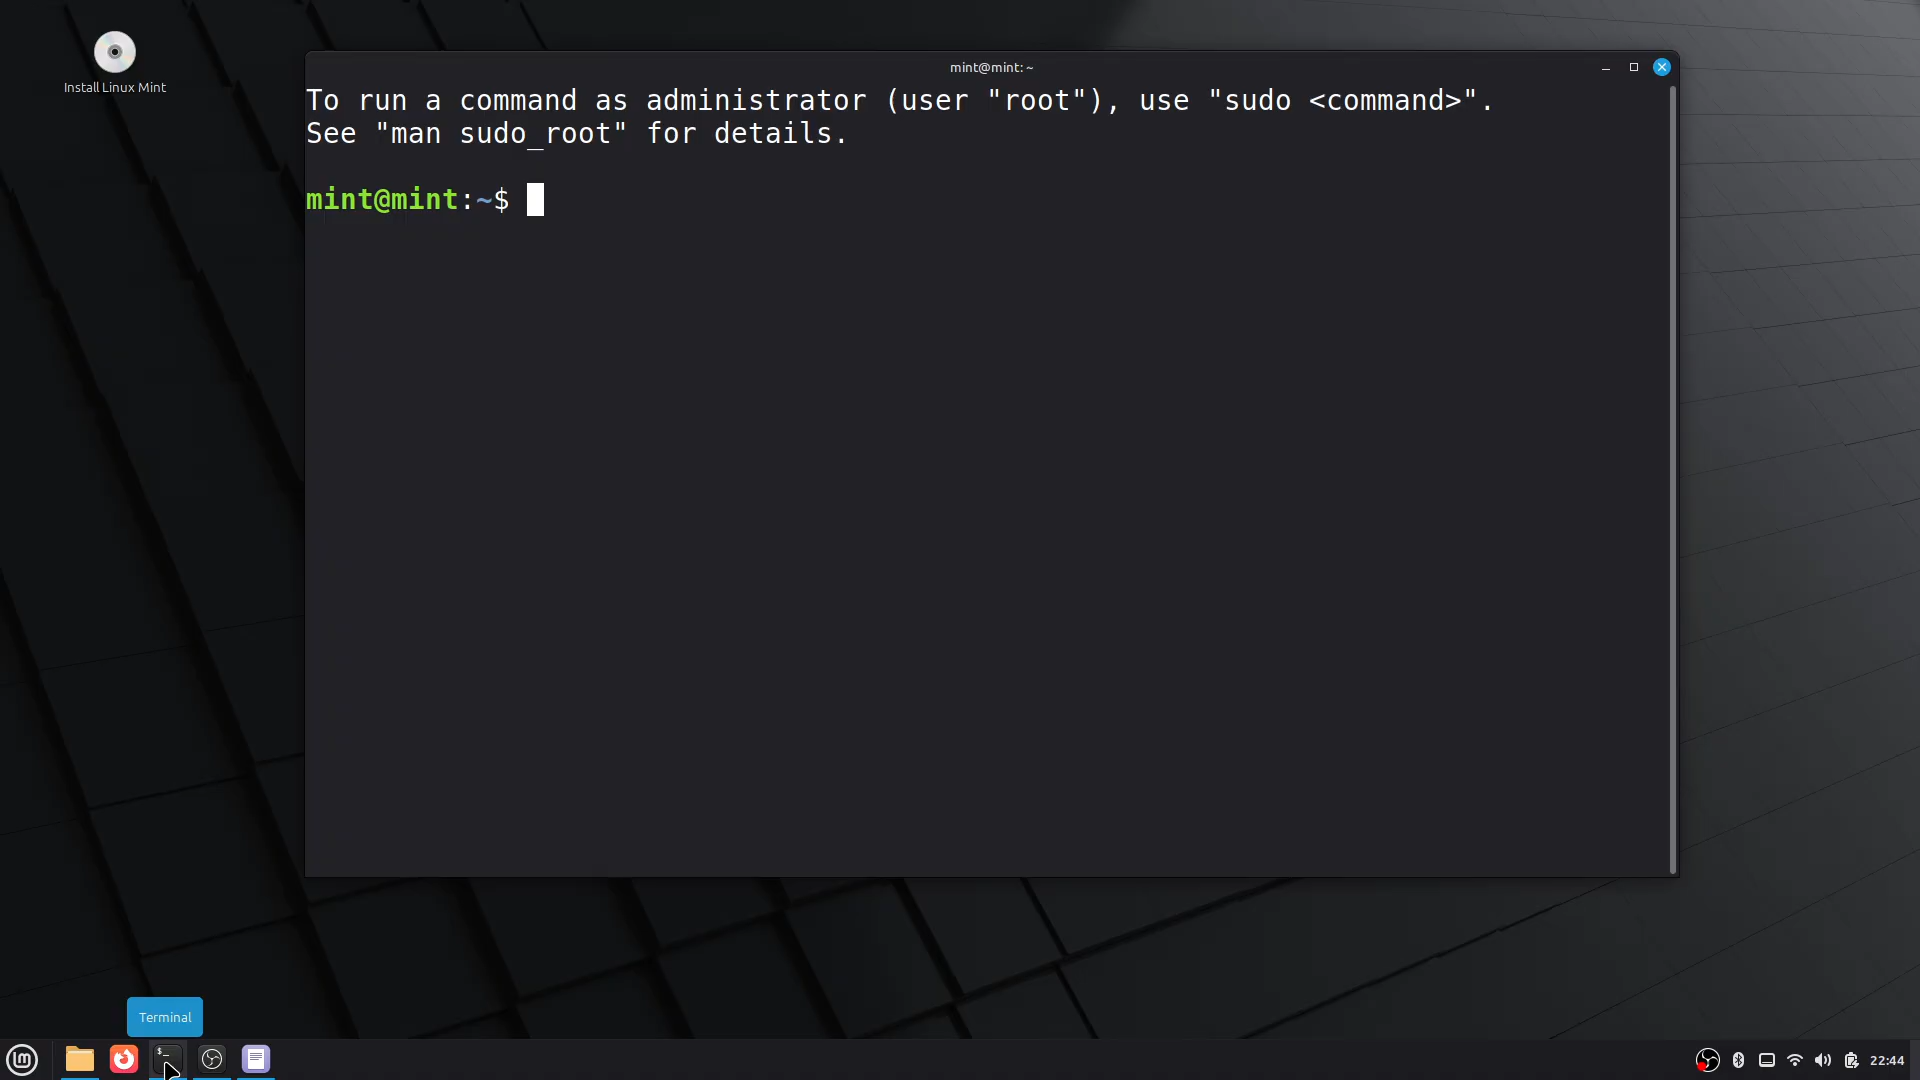 Install Linux Mint
mint@mint: ~
To run a command as administrator (user "root"), use "sudo <command>".
See "man sudo_root" for details.
mint@mint:~$
Terminal
22:44